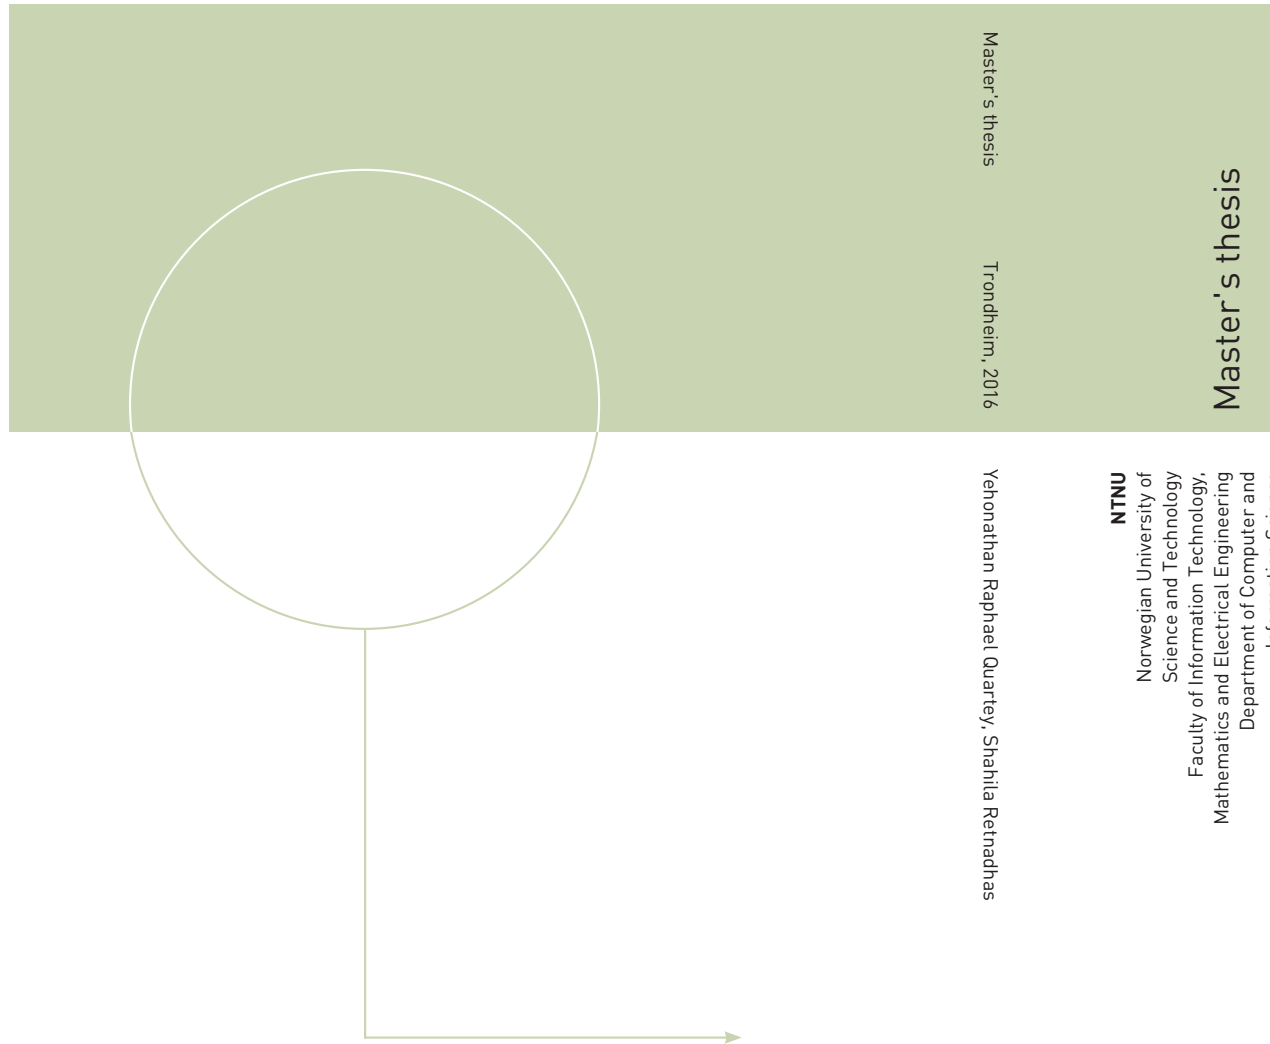 Master's thesis
Trondheim, 2016
Yehonathan Raphael Quartey, Shahila Retnadhas
Master's thesis
NTNU
Norwegian University of
Science and Technology
Faculty of Information Technology,
Mathematics and Electrical Engineering
Department of Computer and